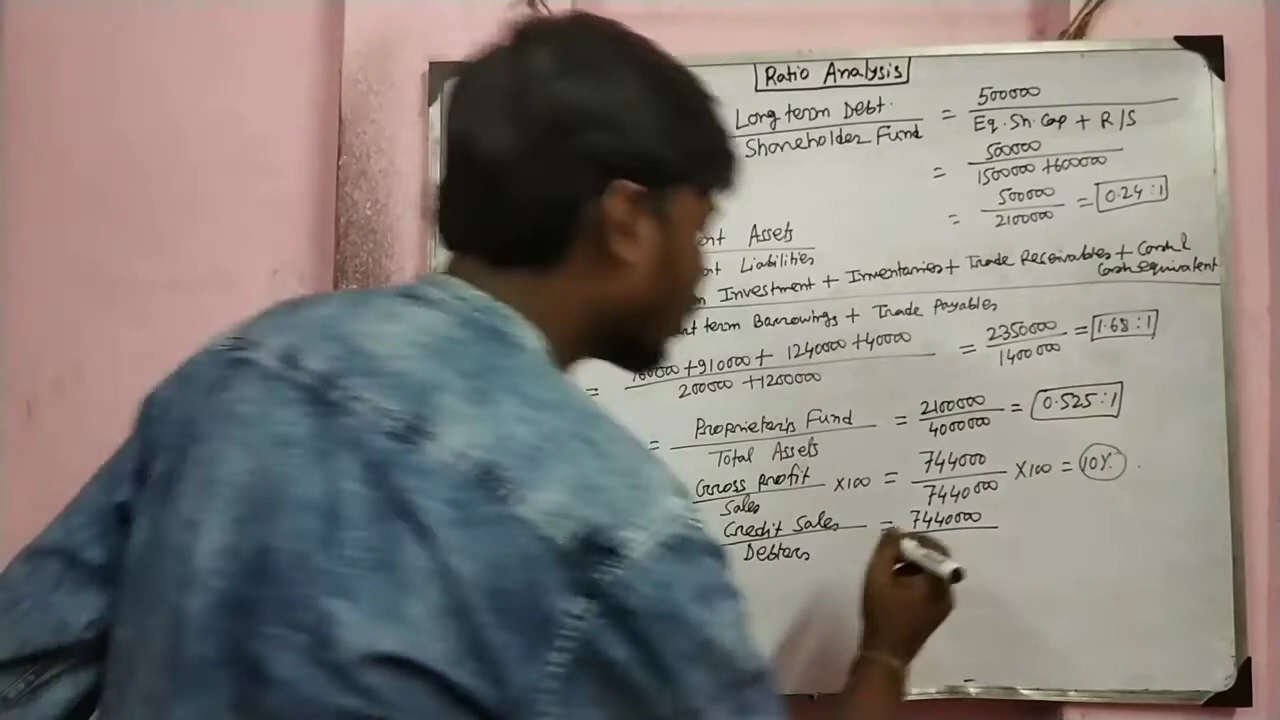 Ratio Analysis
Long term Debt. = 500000
Shareholder Fund Eq. Sh. Cap + R/S
= 500000
1500000 + 600000
= 500000 = 0.24 : 1
2100000
Assets
Liabilities
Investment + Inventories + Trade Receivables + Cash &
Cash equivalent
term Borrowings + Trade Payables
= +910000 + 1240000 + 40000 = 2350000 = 1.68 : 1
200000 + 1200000 1400000
= Proprietor's Fund = 2100000 = 0.525 : 1
Total Assets 4000000
Gross Profit X100 = 744000 X100 = 10%
Sales 7440000
Credit Sales = 7440000
Debtors